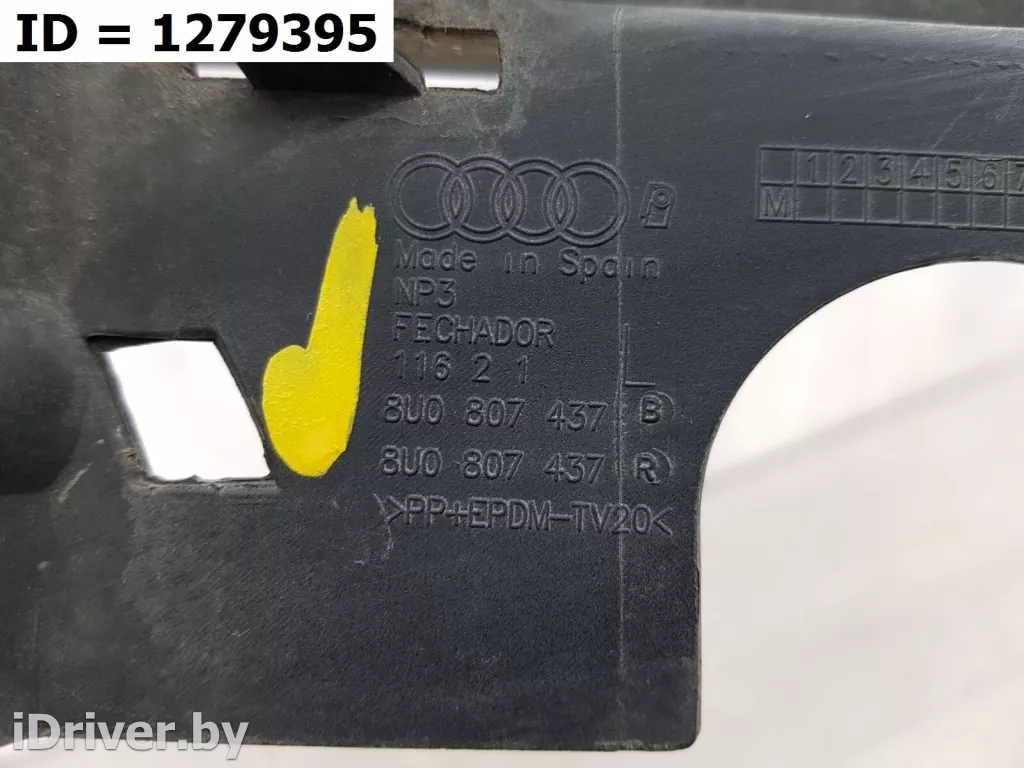 ID = 1279395
1 2 3 4 5 6 7
M
Made in Spain
NP3
FECHADOR
116 2 1
8U0 807 437 B
8U0 807 437 R
>PP+EPDM-TV20<
iDriver.by